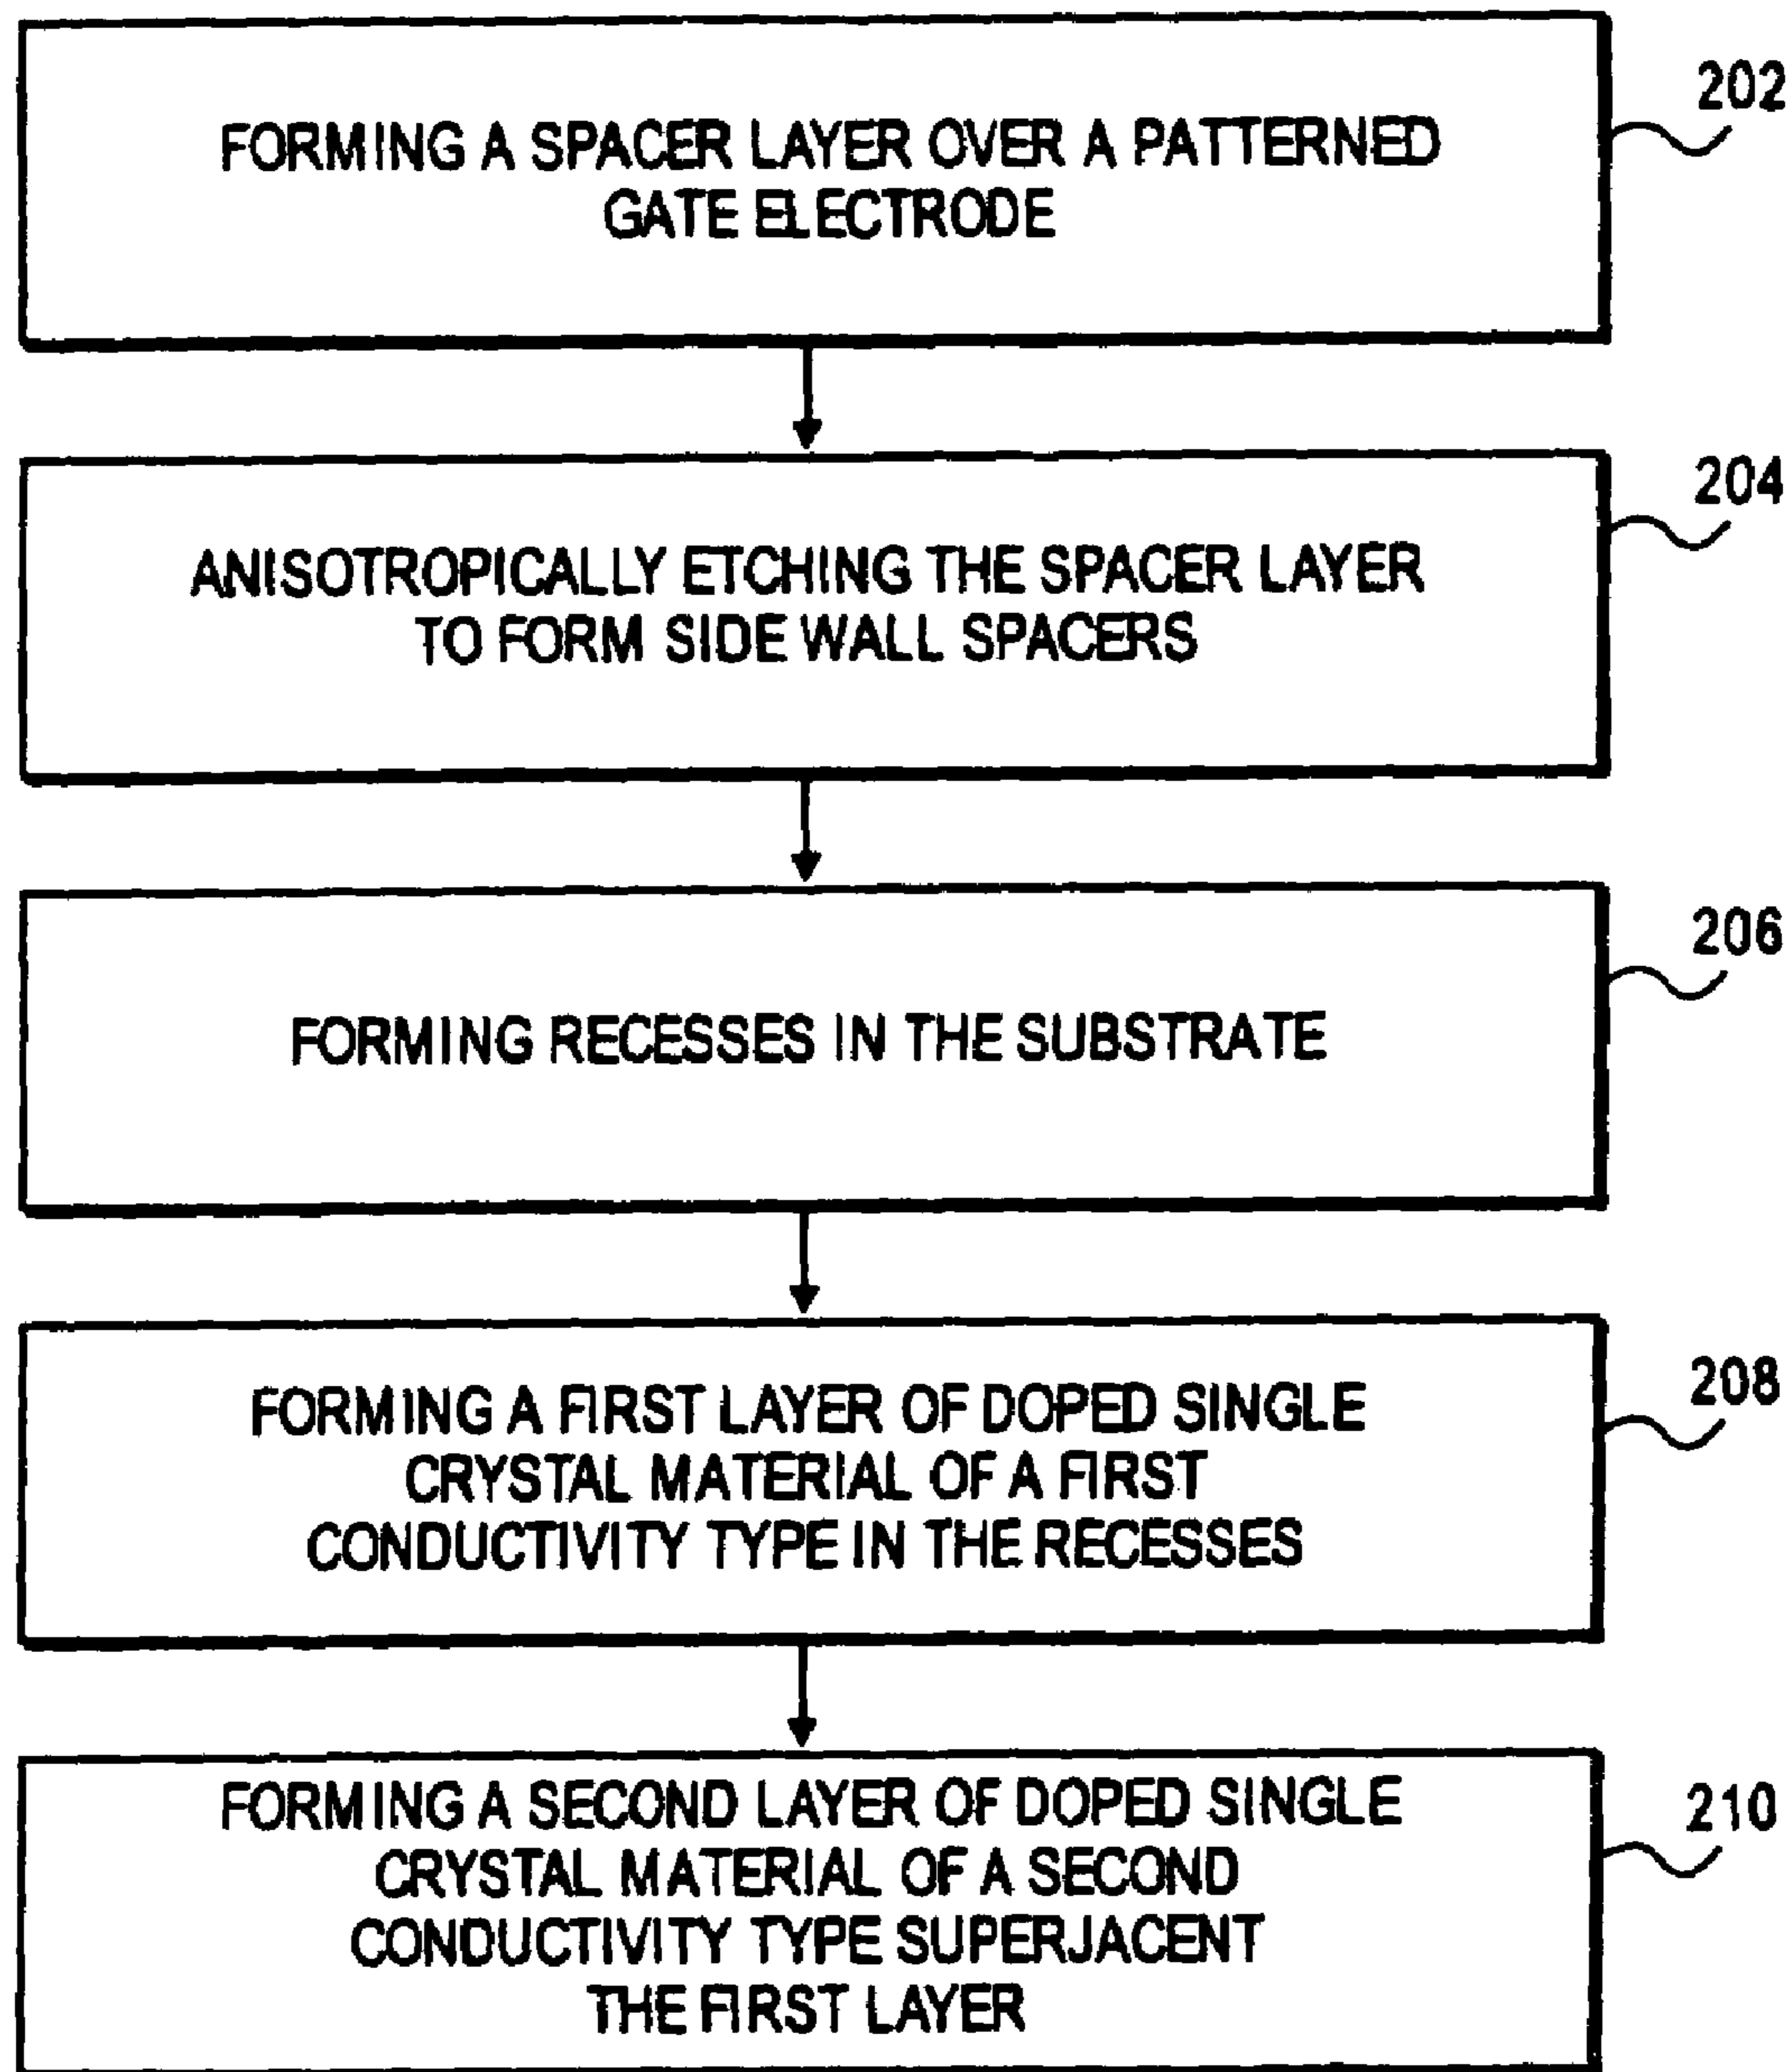 202
FORMING A SPACER LAYER OVER A PATTERNED
GATE ELECTRODE
204
ANISOTROPICALLY ETCHING THE SPACER LAYER
TO FORM SIDE WALL SPACERS
206
FORMING RECESSES IN THE SUBSTRATE
208
FORMING A FIRST LAYER OF DOPED SINGLE
CRYSTAL MATERIAL OF A FIRST
CONDUCTIVITY TYPE IN THE RECESSES
210
FORMING A SECOND LAYER OF DOPED SINGLE
CRYSTAL MATERIAL OF A SECOND
CONDUCTIVITY TYPE SUPERJACENT
THE FIRST LAYER